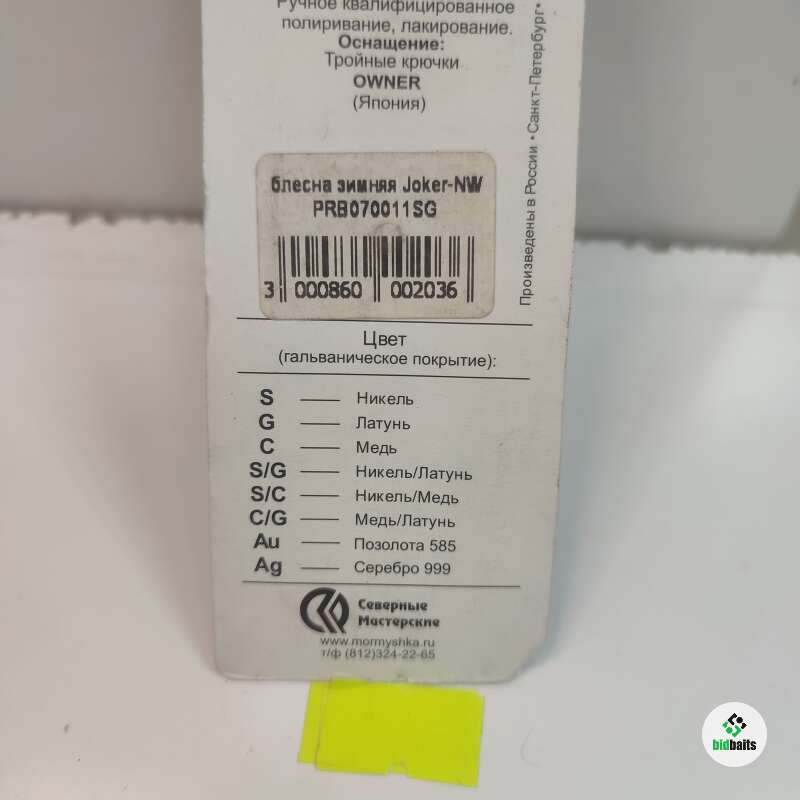 Ручное квалифицированное
полиривание, лакирование.
Оснащение:
Тройные крючки
OWNER
(Япония)
Произведены в России • Санкт-Петербург •
блесна зимняя Joker-NW
PRB070011SG
3 000860 002036
Цвет
(гальваническое покрытие):
S — Никель
G — Латунь
C — Медь
S/G — Никель/Латунь
S/C — Никель/Медь
C/G — Медь/Латунь
Au — Позолота 585
Ag — Серебро 999
Северные
Мастерские
www.mormyshka.ru
т/ф (812)324-22-65
bidbaits